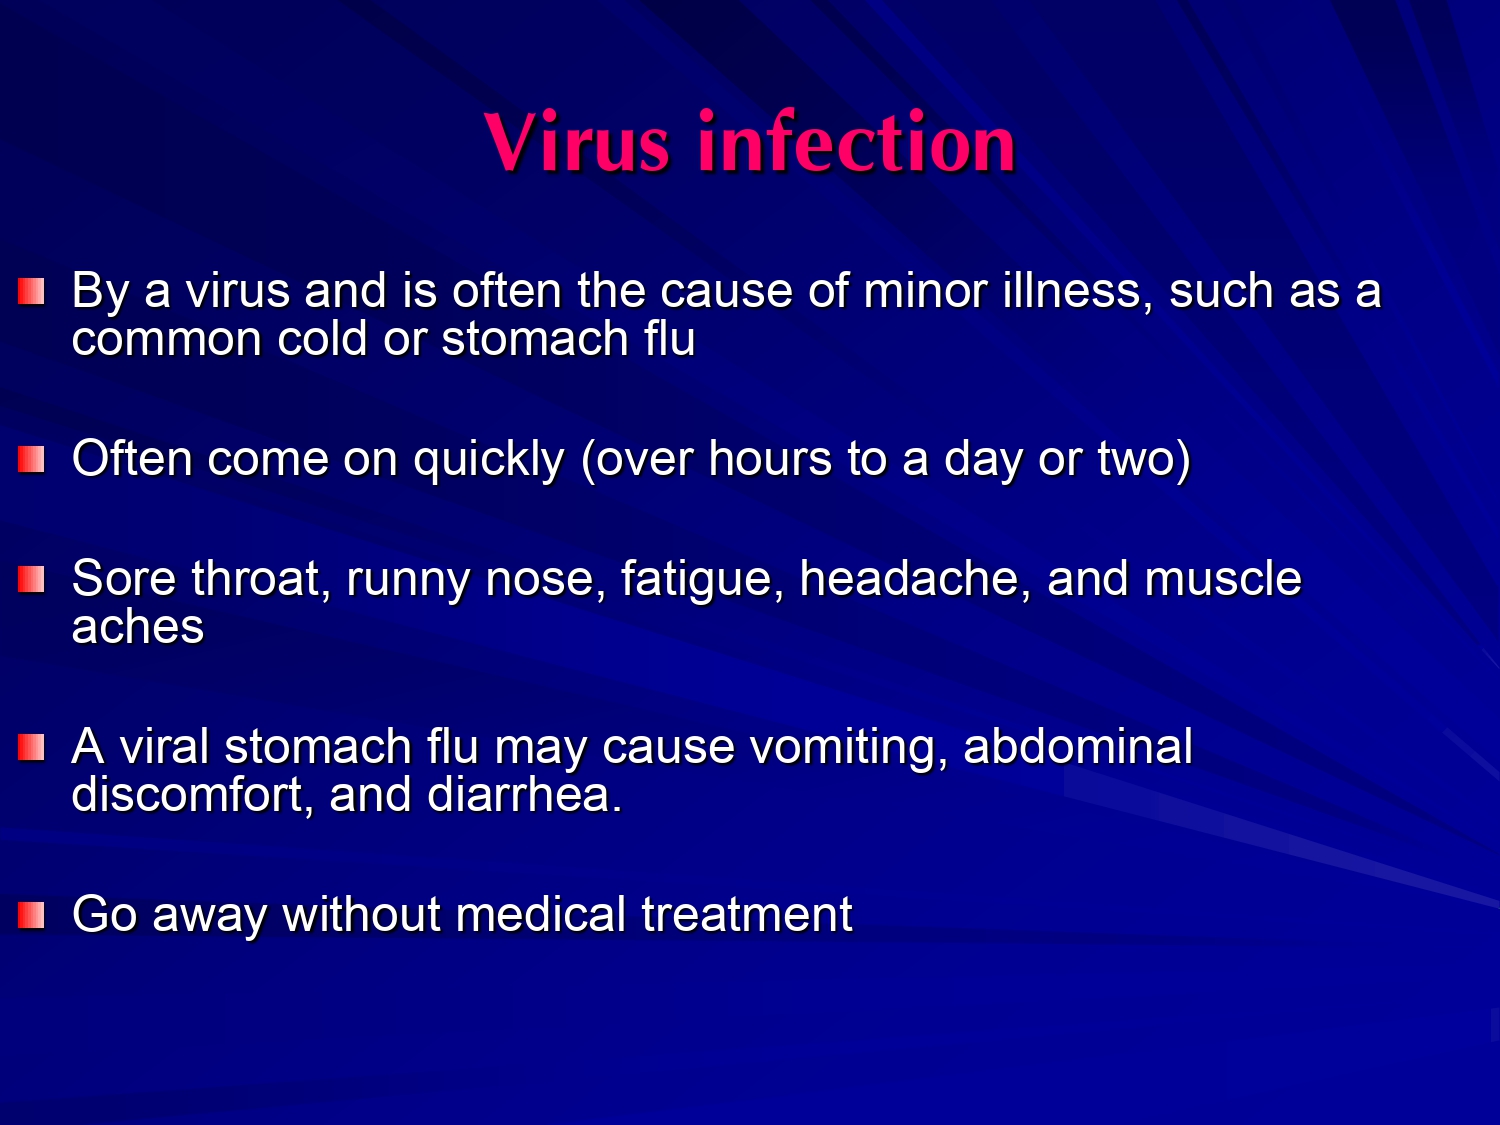 Virus infection
By a virus and is often the cause of minor illness, such as a
common cold or stomach flu
Often come on quickly (over hours to a day or two)
Sore throat, runny nose, fatigue, headache, and muscle
aches
A viral stomach flu may cause vomiting, abdominal
discomfort, and diarrhea.
Go away without medical treatment